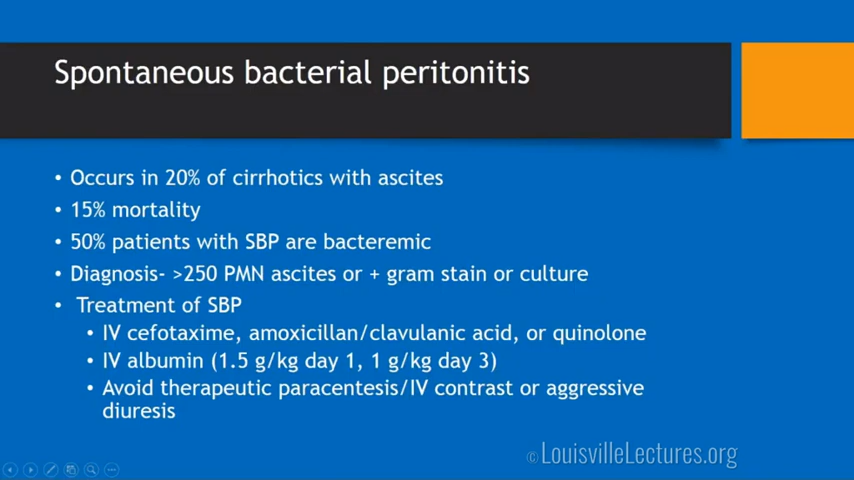 Spontaneous bacterial peritonitis
• Occurs in 20% of cirrhotics with ascites
• 15% mortality
• 50% patients with SBP are bacteremic
• Diagnosis- >250 PMN ascites or + gram stain or culture
• Treatment of SBP
• IV cefotaxime, amoxicillan/clavulanic acid, or quinolone
• IV albumin (1.5 g/kg day 1, 1 g/kg day 3)
• Avoid therapeutic paracentesis/IV contrast or aggressive
diuresis
© LouisvilleLectures.org